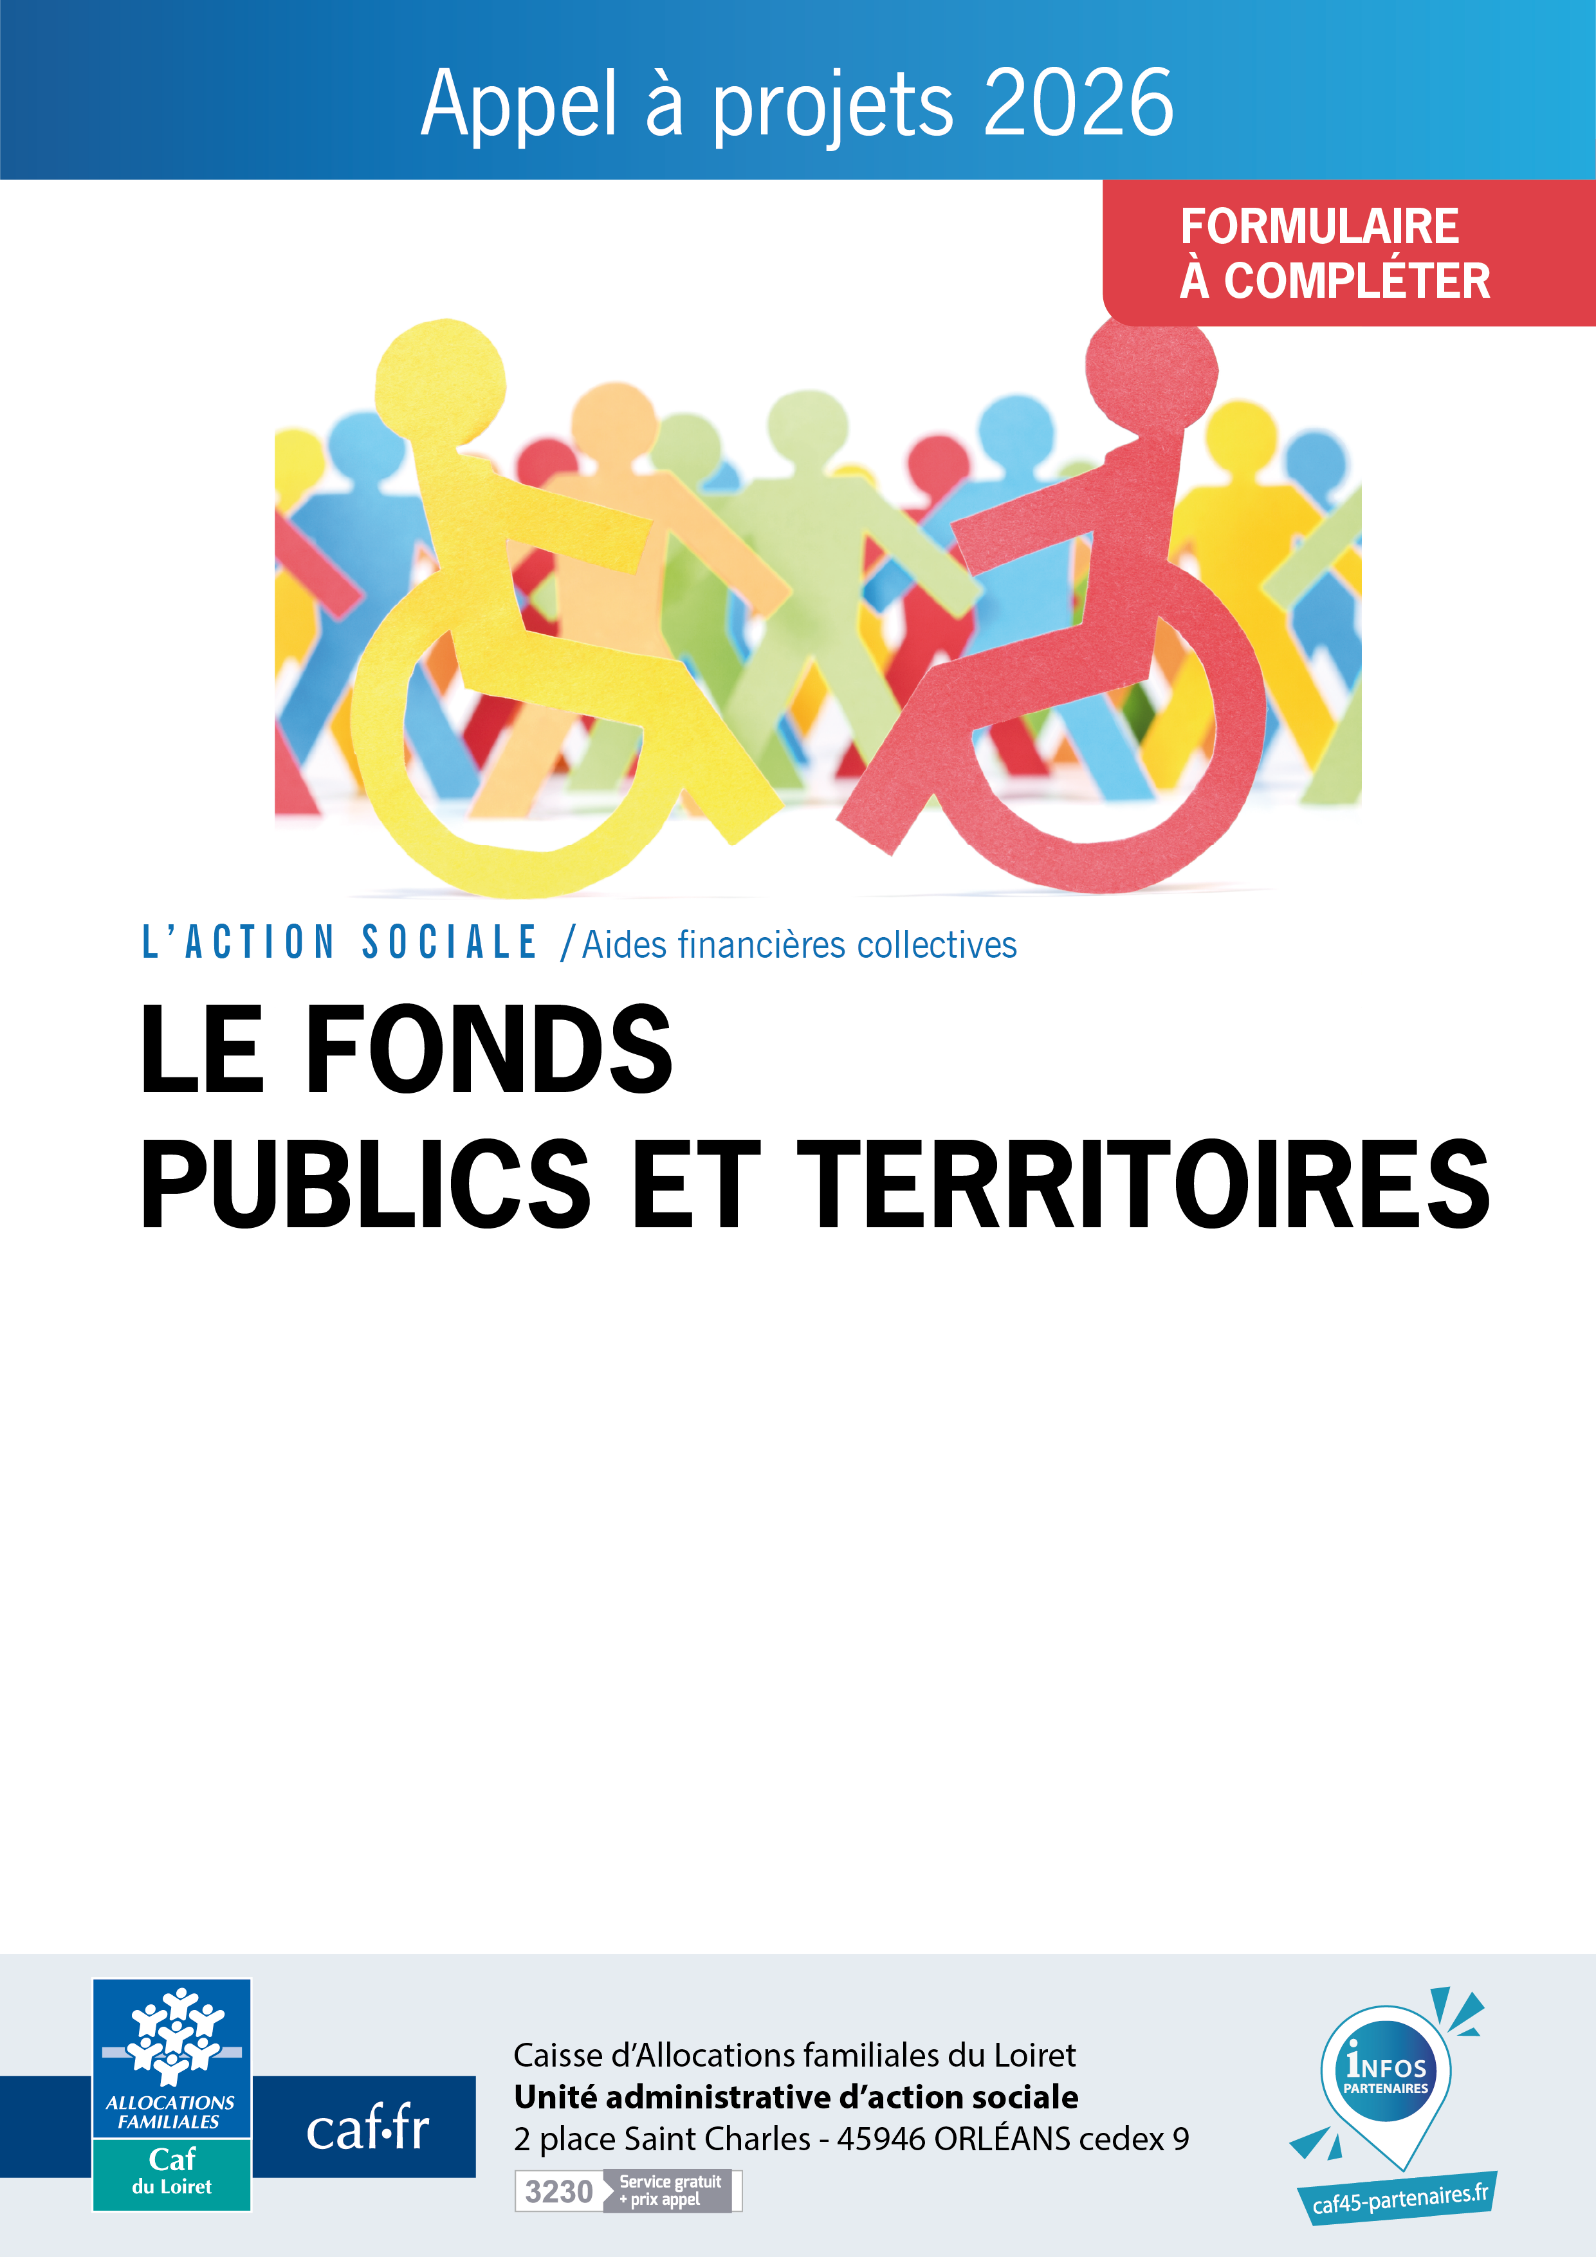 Appel à projets 2026
FORMULAIRE
À COMPLÉTER
L'ACTION SOCIALE / Aides financières collectives
LE FONDS
PUBLICS ET TERRITOIRES
ALLOCATIONS
FAMILIALES
Caf
du Loiret
caf.fr
Caisse d'Allocations familiales du Loiret
Unité administrative d'action sociale
2 place Saint Charles - 45946 ORLÉANS cedex 9
3230 Service gratuit
+ prix appel
iNFOS
PARTENAIRES
caf45-partenaires.fr